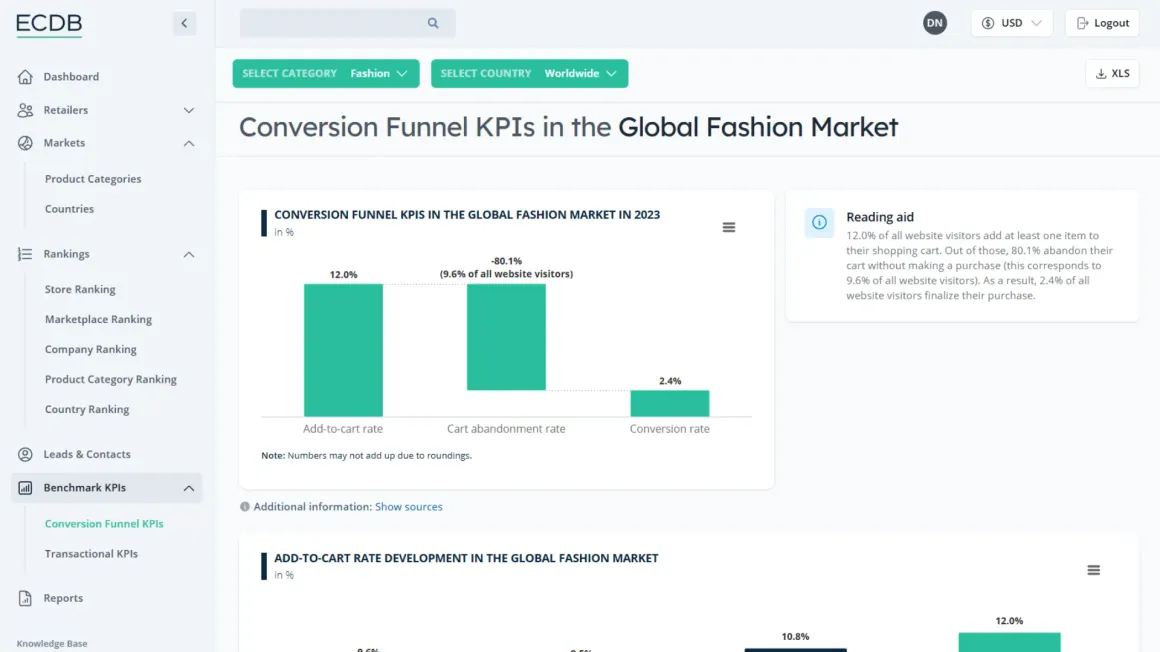 ECDB
DN
USD
Logout
Dashboard
Retailers
Markets
Product Categories
Countries
Rankings
Store Ranking
Marketplace Ranking
Company Ranking
Product Category Ranking
Country Ranking
Leads & Contacts
Benchmark KPIs
Conversion Funnel KPIs
Transactional KPIs
Reports
Knowledge Base
SELECT CATEGORY Fashion
SELECT COUNTRY Worldwide
XLS
Conversion Funnel KPIs in the Global Fashion Market
CONVERSION FUNNEL KPIS IN THE GLOBAL FASHION MARKET IN 2023
in %
-80.1%
12.0%
(9.6% of all website visitors)
2.4%
Add-to-cart rate
Cart abandonment rate
Conversion rate
Note: Numbers may not add up due to roundings.
Reading aid
12.0% of all website visitors add at least one item to
their shopping cart. Out of those, 80.1% abandon their
cart without making a purchase (this corresponds to
9.6% of all website visitors). As a result, 2.4% of all
website visitors finalize their purchase.
Additional information: Show sources
ADD-TO-CART RATE DEVELOPMENT IN THE GLOBAL FASHION MARKET
in %
12.0%
10.8%